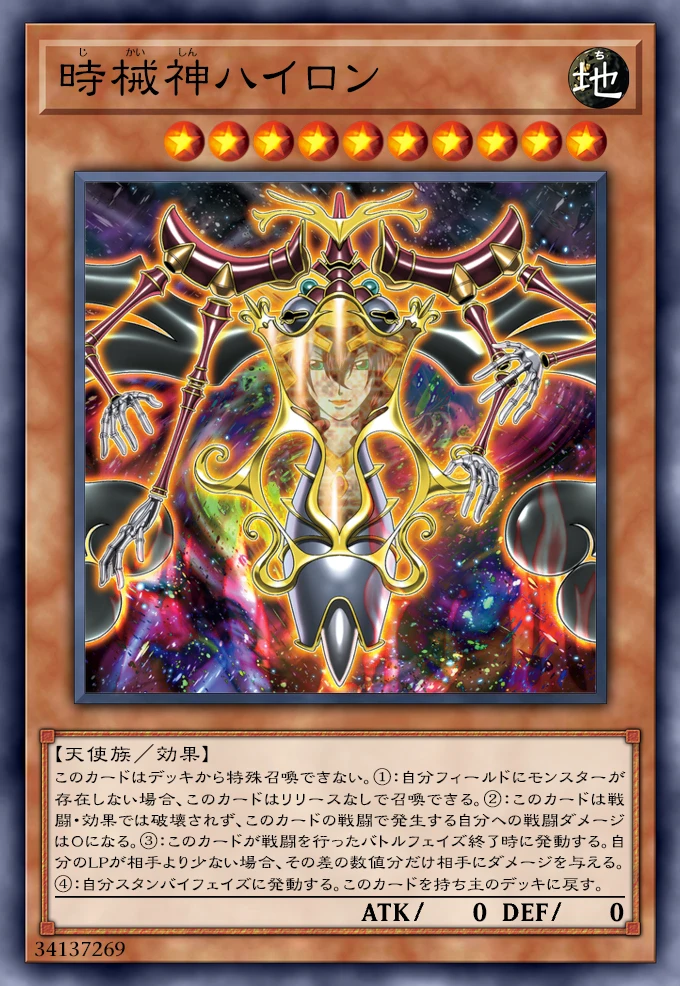 じ かい しん
時械神ハイロン
ち
地
【天使族／効果】
このカードはデッキから特殊召喚できない。①：自分フィールドにモンスターが
存在しない場合、このカードはリリースなしで召喚できる。②：このカードは戦
闘・効果では破壊されず、このカードの戦闘で発生する自分への戦闘ダメージ
は０になる。③：このカードが戦闘を行ったバトルフェイズ終了時に発動する。自
分のLPが相手より少ない場合、その差の数値分だけ相手にダメージを与える。
④：自分スタンバイフェイズに発動する。このカードを持ち主のデッキに戻す。
ATK/ 0 DEF/ 0
34137269